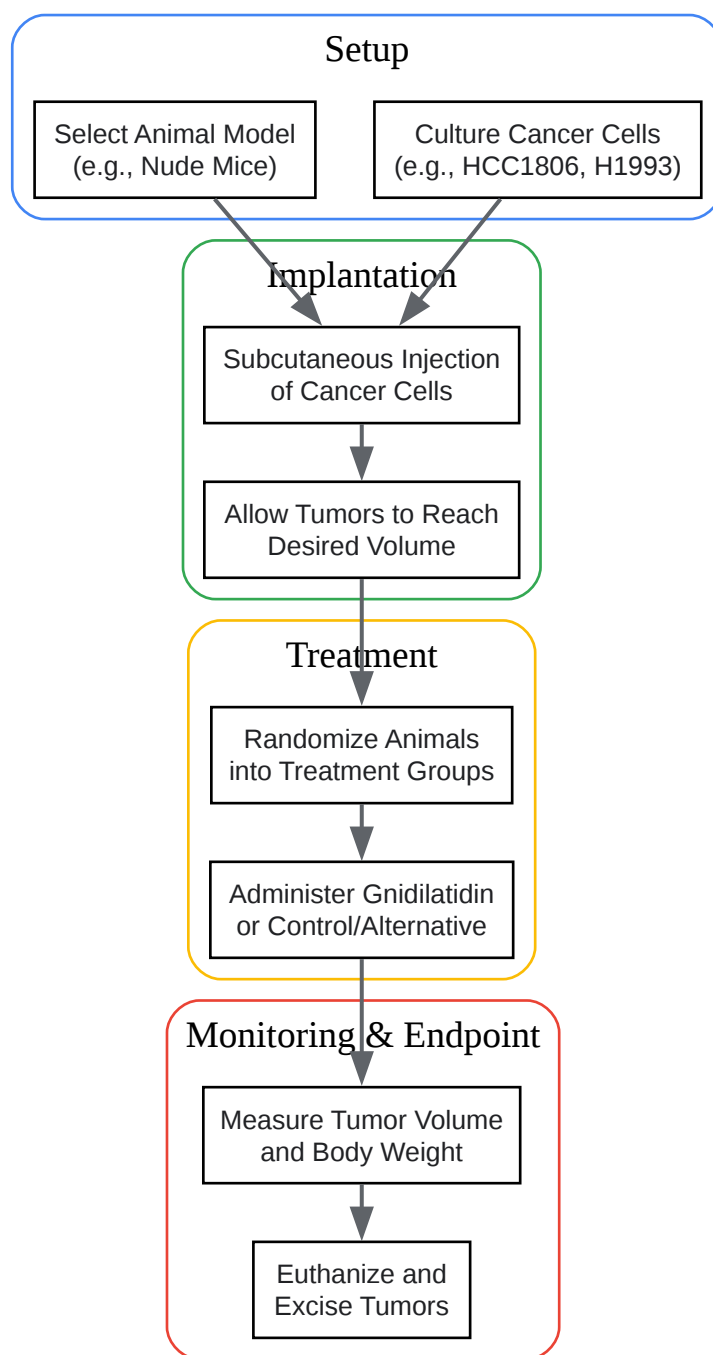 Setup
Select Animal Model
(e.g., Nude Mice)
Culture Cancer Cells
(e.g., HCC1806, H1993)
Implantation
Subcutaneous Injection
of Cancer Cells
Allow Tumors to Reach
Desired Volume
Treatment
Randomize Animals
into Treatment Groups
Administer Gnidilatidin
or Control/Alternative
Monitoring & Endpoint
Measure Tumor Volume
and Body Weight
Euthanize and
Excise Tumors